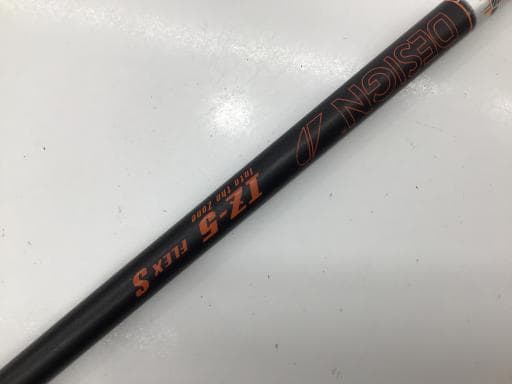 DESIGN
IZ-5
Into the Zone
FLEX S